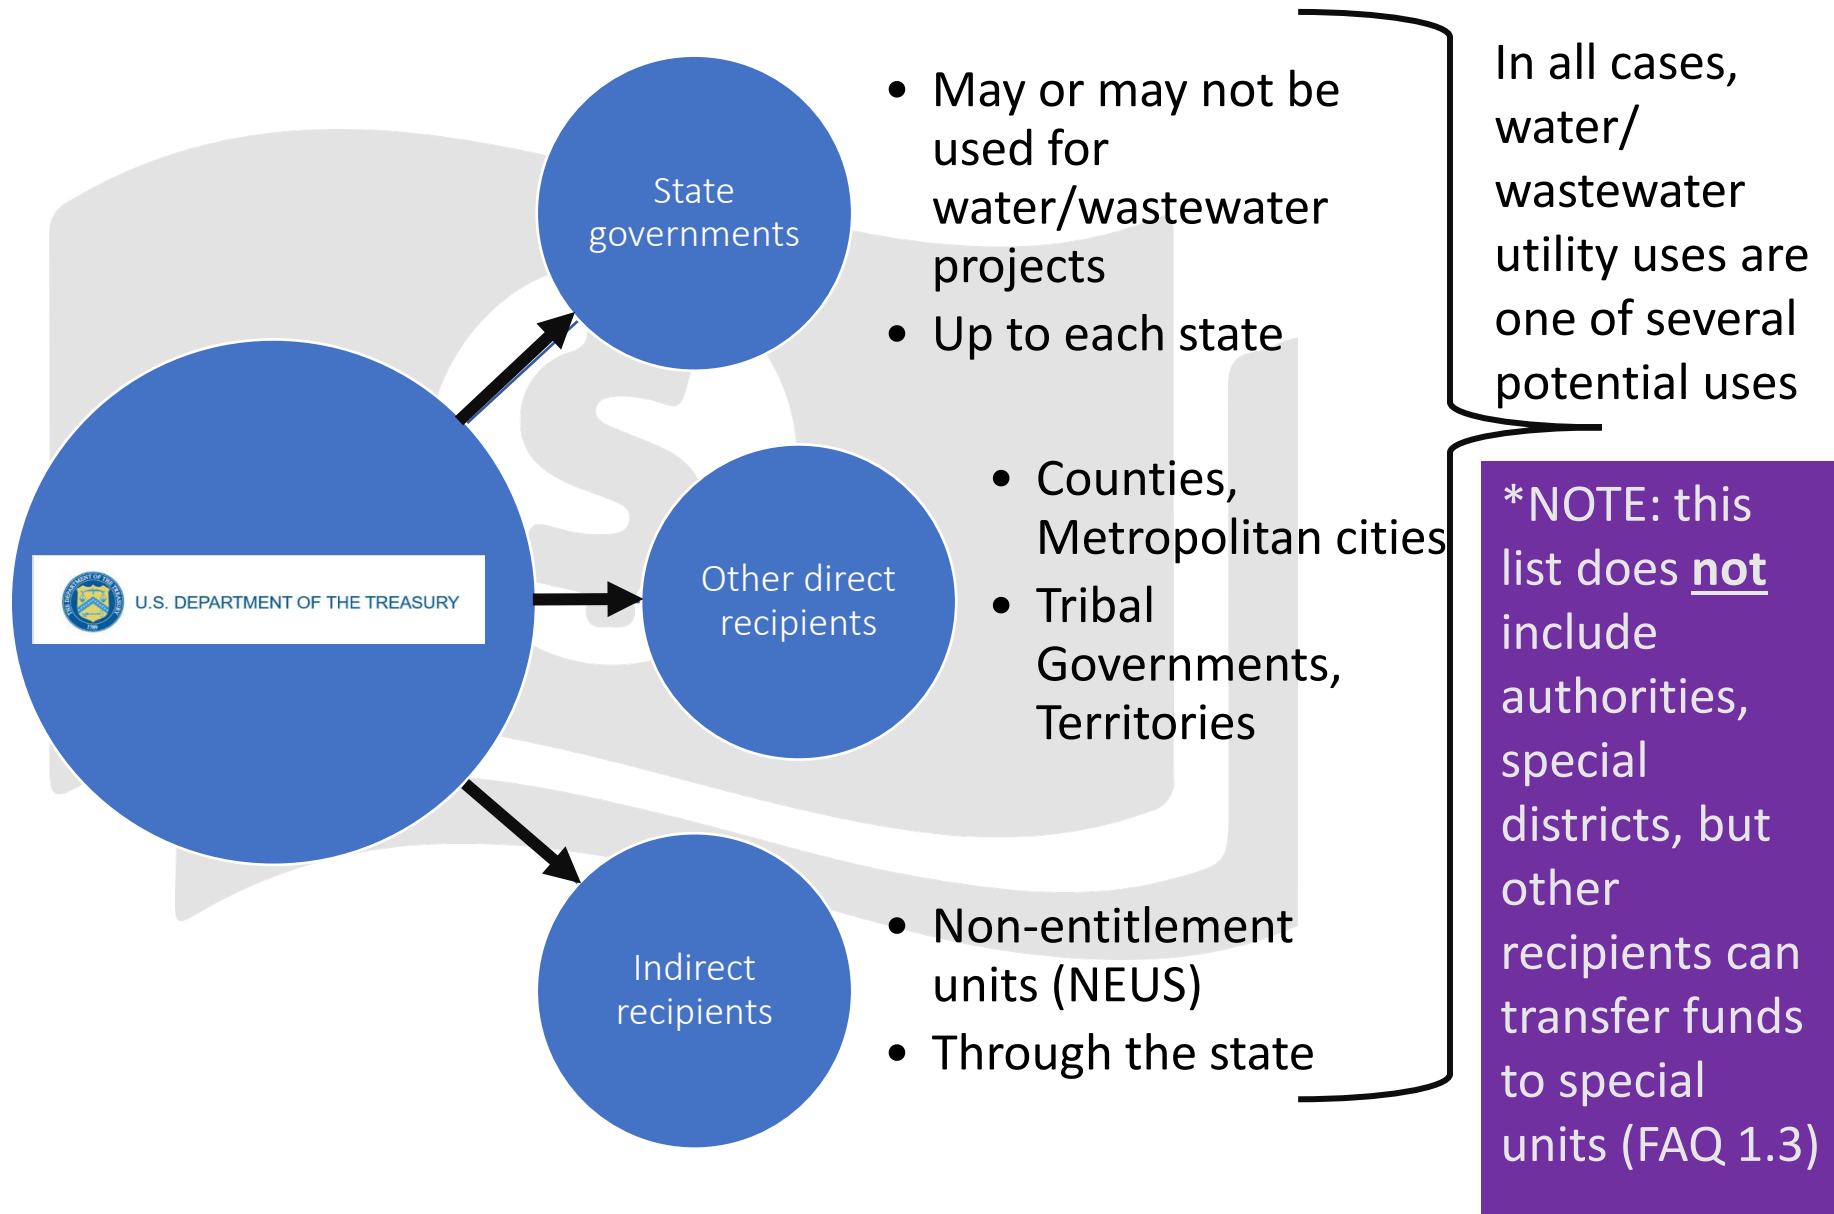 U.S. DEPARTMENT OF THE TREASURY
State
governments
• May or may not be
used for
water/wastewater
projects
• Up to each state
Other direct
recipients
• Counties,
Metropolitan cities
• Tribal
Governments,
Territories
Indirect
recipients
• Non-entitlement
units (NEUS)
• Through the state
In all cases,
water/
wastewater
utility uses are
one of several
potential uses
*NOTE: this
list does not
include
authorities,
special
districts, but
other
recipients can
transfer funds
to special
units (FAQ 1.3)